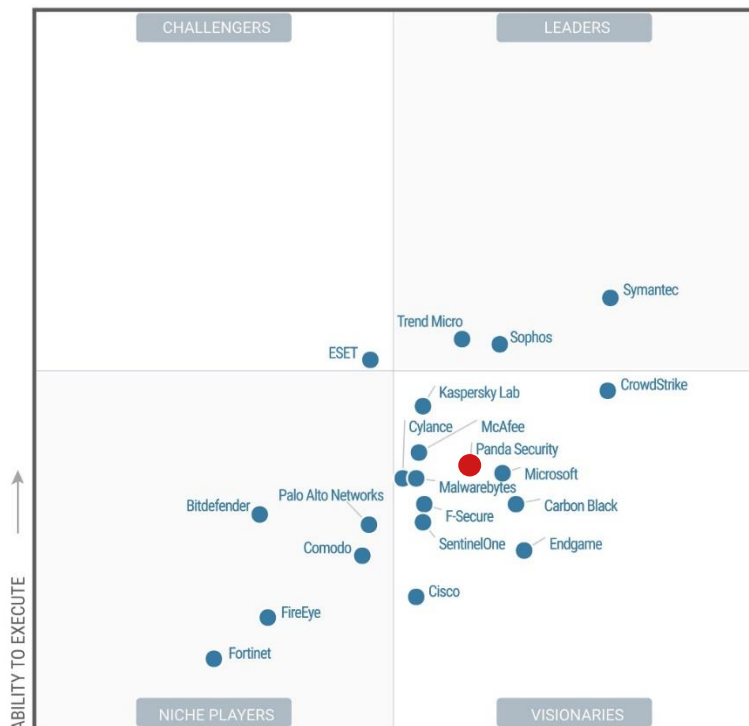 CHALLENGERS
LEADERS
Symantec
Trend Micro
Sophos
ESET
CrowdStrike
Kaspersky Lab
Cylance
McAfee
Panda Security
Microsoft
Malwarebytes
Carbon Black
F-Secure
SentinelOne
Endgame
Cisco
Bitdefender
Palo Alto Networks
Comodo
FireEye
Fortinet
ABILITY TO EXECUTE
NICHE PLAYERS
VISIONARIES